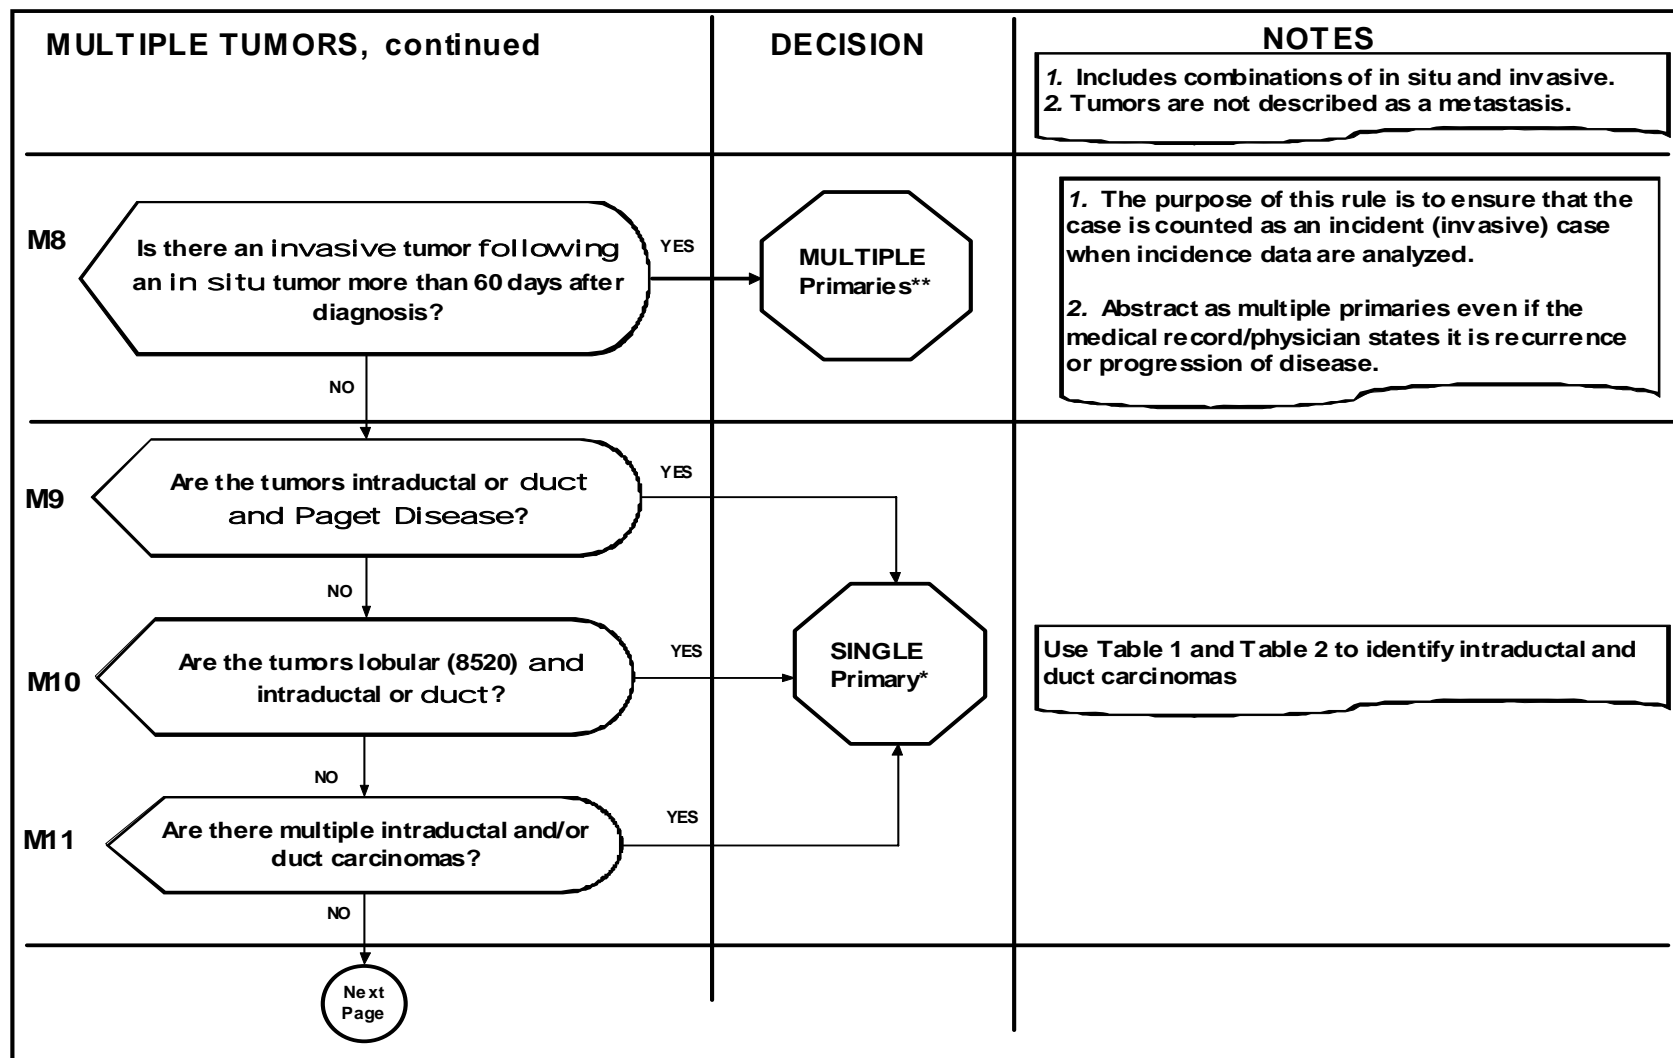 MULTIPLE TUMORS, continued
DECISION
NOTES
1. Includes combinations of in situ and invasive.
2. Tumors are not described as a metastasis.
M8
Is there an invasive tumor following
an in situ tumor more than 60 days after
diagnosis?
YES
MULTIPLE
Primaries**
1. The purpose of this rule is to ensure that the
case is counted as an incident (invasive) case
when incidence data are analyzed.
2. Abstract as multiple primaries even if the
medical record/physician states it is recurrence
or progression of disease.
NO
M9
Are the tumors intraductal or duct
and Paget Disease?
YES
NO
M10
Are the tumors lobular (8520) and
intraductal or duct?
YES
SINGLE
Primary*
Use Table 1 and Table 2 to identify intraductal and
duct carcinomas
NO
M11
Are there multiple intraductal and/or
duct carcinomas?
YES
NO
Next
Page